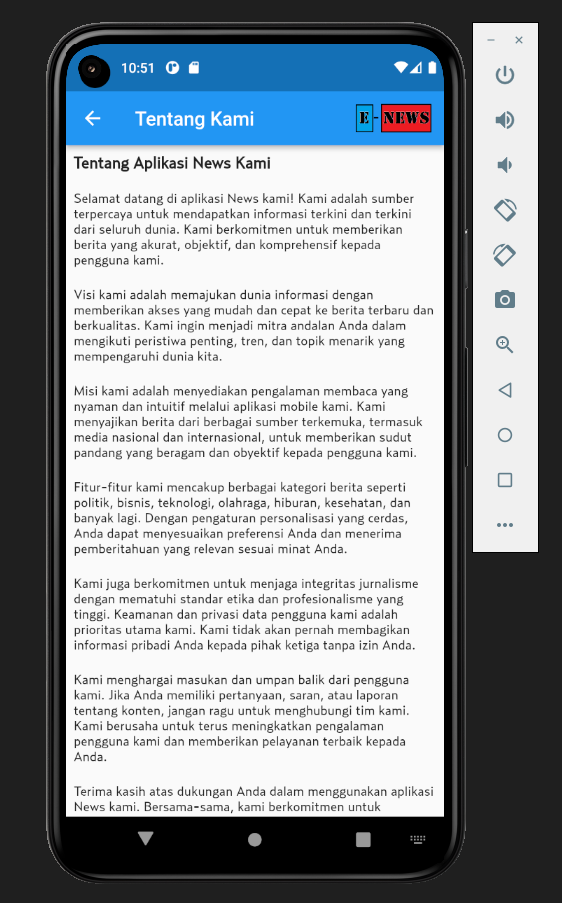 10:51
Tentang Kami
E-NEWS
Tentang Aplikasi News Kami
Selamat datang di aplikasi News kami! Kami adalah sumber
terpercaya untuk mendapatkan informasi terkini dan terkini
dari seluruh dunia. Kami berkomitmen untuk memberikan
berita yang akurat, objektif, dan komprehensif kepada
pengguna kami.
Visi kami adalah memajukan dunia informasi dengan
memberikan akses yang mudah dan cepat ke berita terbaru dan
berkualitas. Kami ingin menjadi mitra andalan Anda dalam
mengikuti peristiwa penting, tren, dan topik menarik yang
mempengaruhi dunia kita.
Misi kami adalah menyediakan pengalaman membaca yang
nyaman dan intuitif melalui aplikasi mobile kami. Kami
menyajikan berita dari berbagai sumber terkemuka, termasuk
media nasional dan internasional, untuk memberikan sudut
pandang yang beragam dan obyektif kepada pengguna kami.
Fitur-fitur kami mencakup berbagai kategori berita seperti
politik, bisnis, teknologi, olahraga, hiburan, kesehatan, dan
banyak lagi. Dengan pengaturan personalisasi yang cerdas,
Anda dapat menyesuaikan preferensi Anda dan menerima
pemberitahuan yang relevan sesuai minat Anda.
Kami juga berkomitmen untuk menjaga integritas jurnalisme
dengan mematuhi standar etika dan profesionalisme yang
tinggi. Keamanan dan privasi data pengguna kami adalah
prioritas utama kami. Kami tidak akan pernah membagikan
informasi pribadi Anda kepada pihak ketiga tanpa izin Anda.
Kami menghargai masukan dan umpan balik dari pengguna
kami. Jika Anda memiliki pertanyaan, saran, atau laporan
tentang konten, jangan ragu untuk menghubungi tim kami.
Kami berusaha untuk terus meningkatkan pengalaman
pengguna kami dan memberikan pelayanan terbaik kepada
Anda.
Terima kasih atas dukungan Anda dalam menggunakan aplikasi
News kami. Bersama-sama, kami berkomitmen untuk